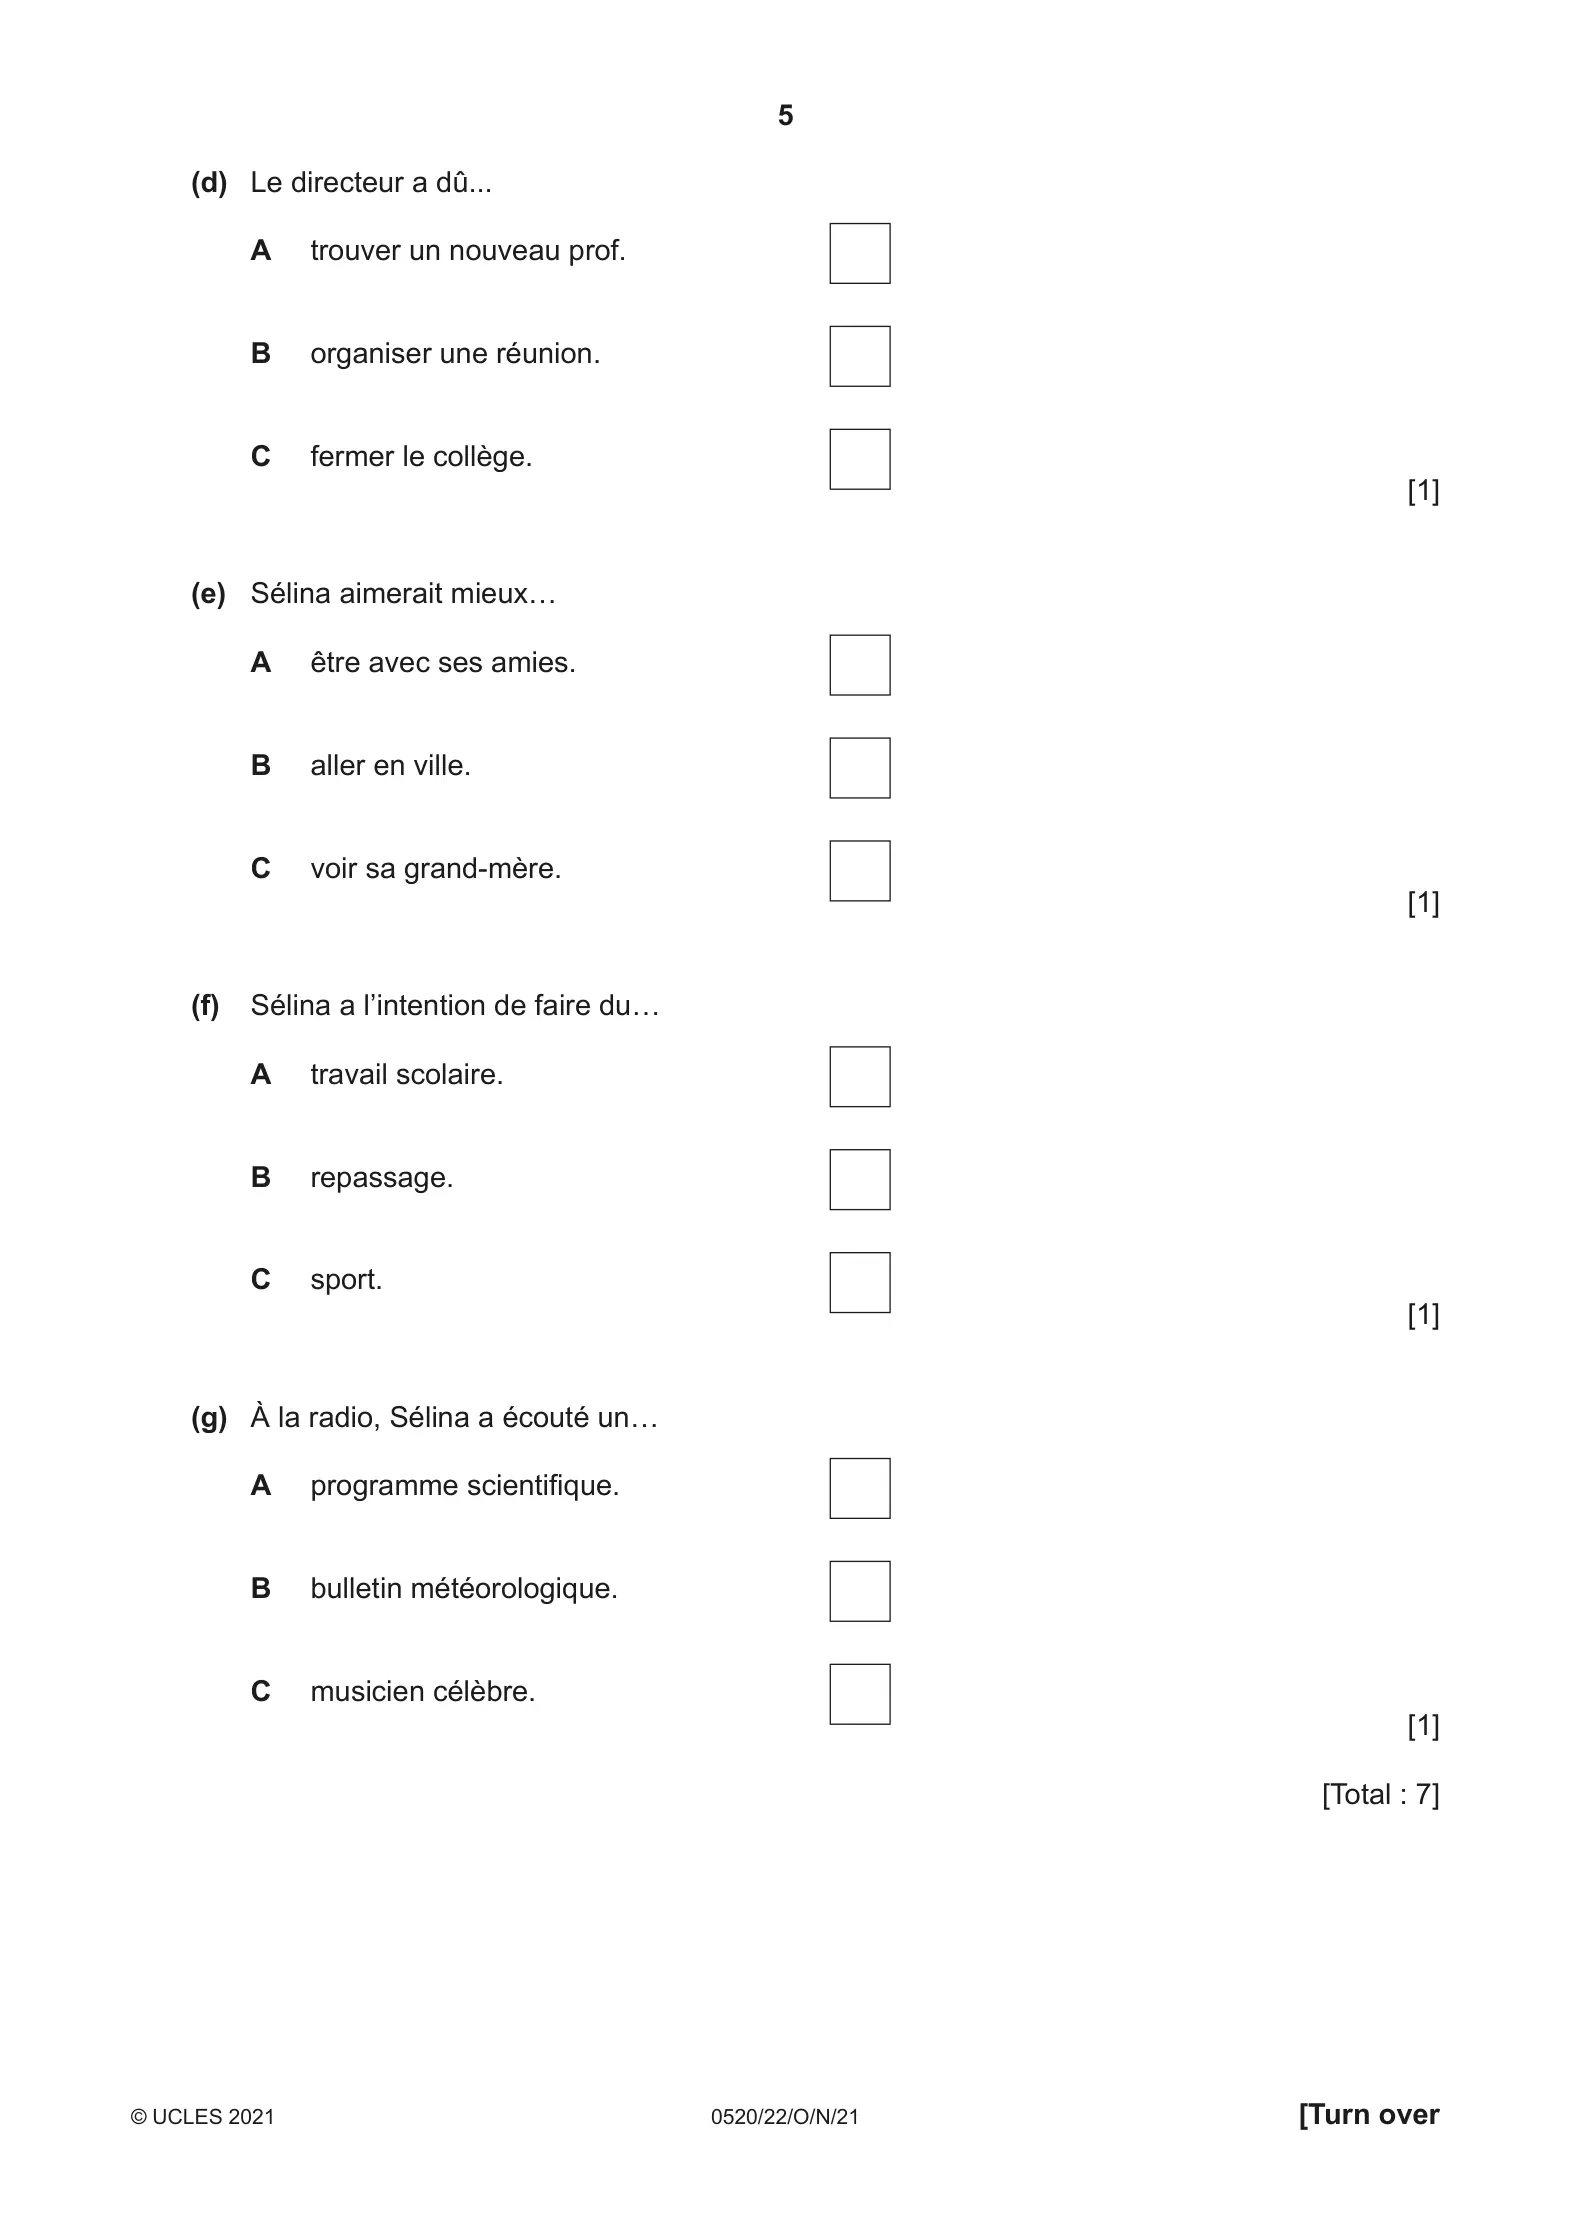 5
(d) Le directeur a dû...
A trouver un nouveau prof.
B organiser une réunion.
C fermer le collège.
[1]
(e) Sélina aimerait mieux…
A être avec ses amies.
B aller en ville.
C voir sa grand-mère.
[1]
(f) Sélina a l’intention de faire du…
A travail scolaire.
B repassage.
C sport.
[1]
(g) À la radio, Sélina a écouté un…
A programme scientifique.
B bulletin météorologique.
C musicien célèbre.
[1]
[Total : 7]
© UCLES 2021 0520/22/O/N/21 [Turn over